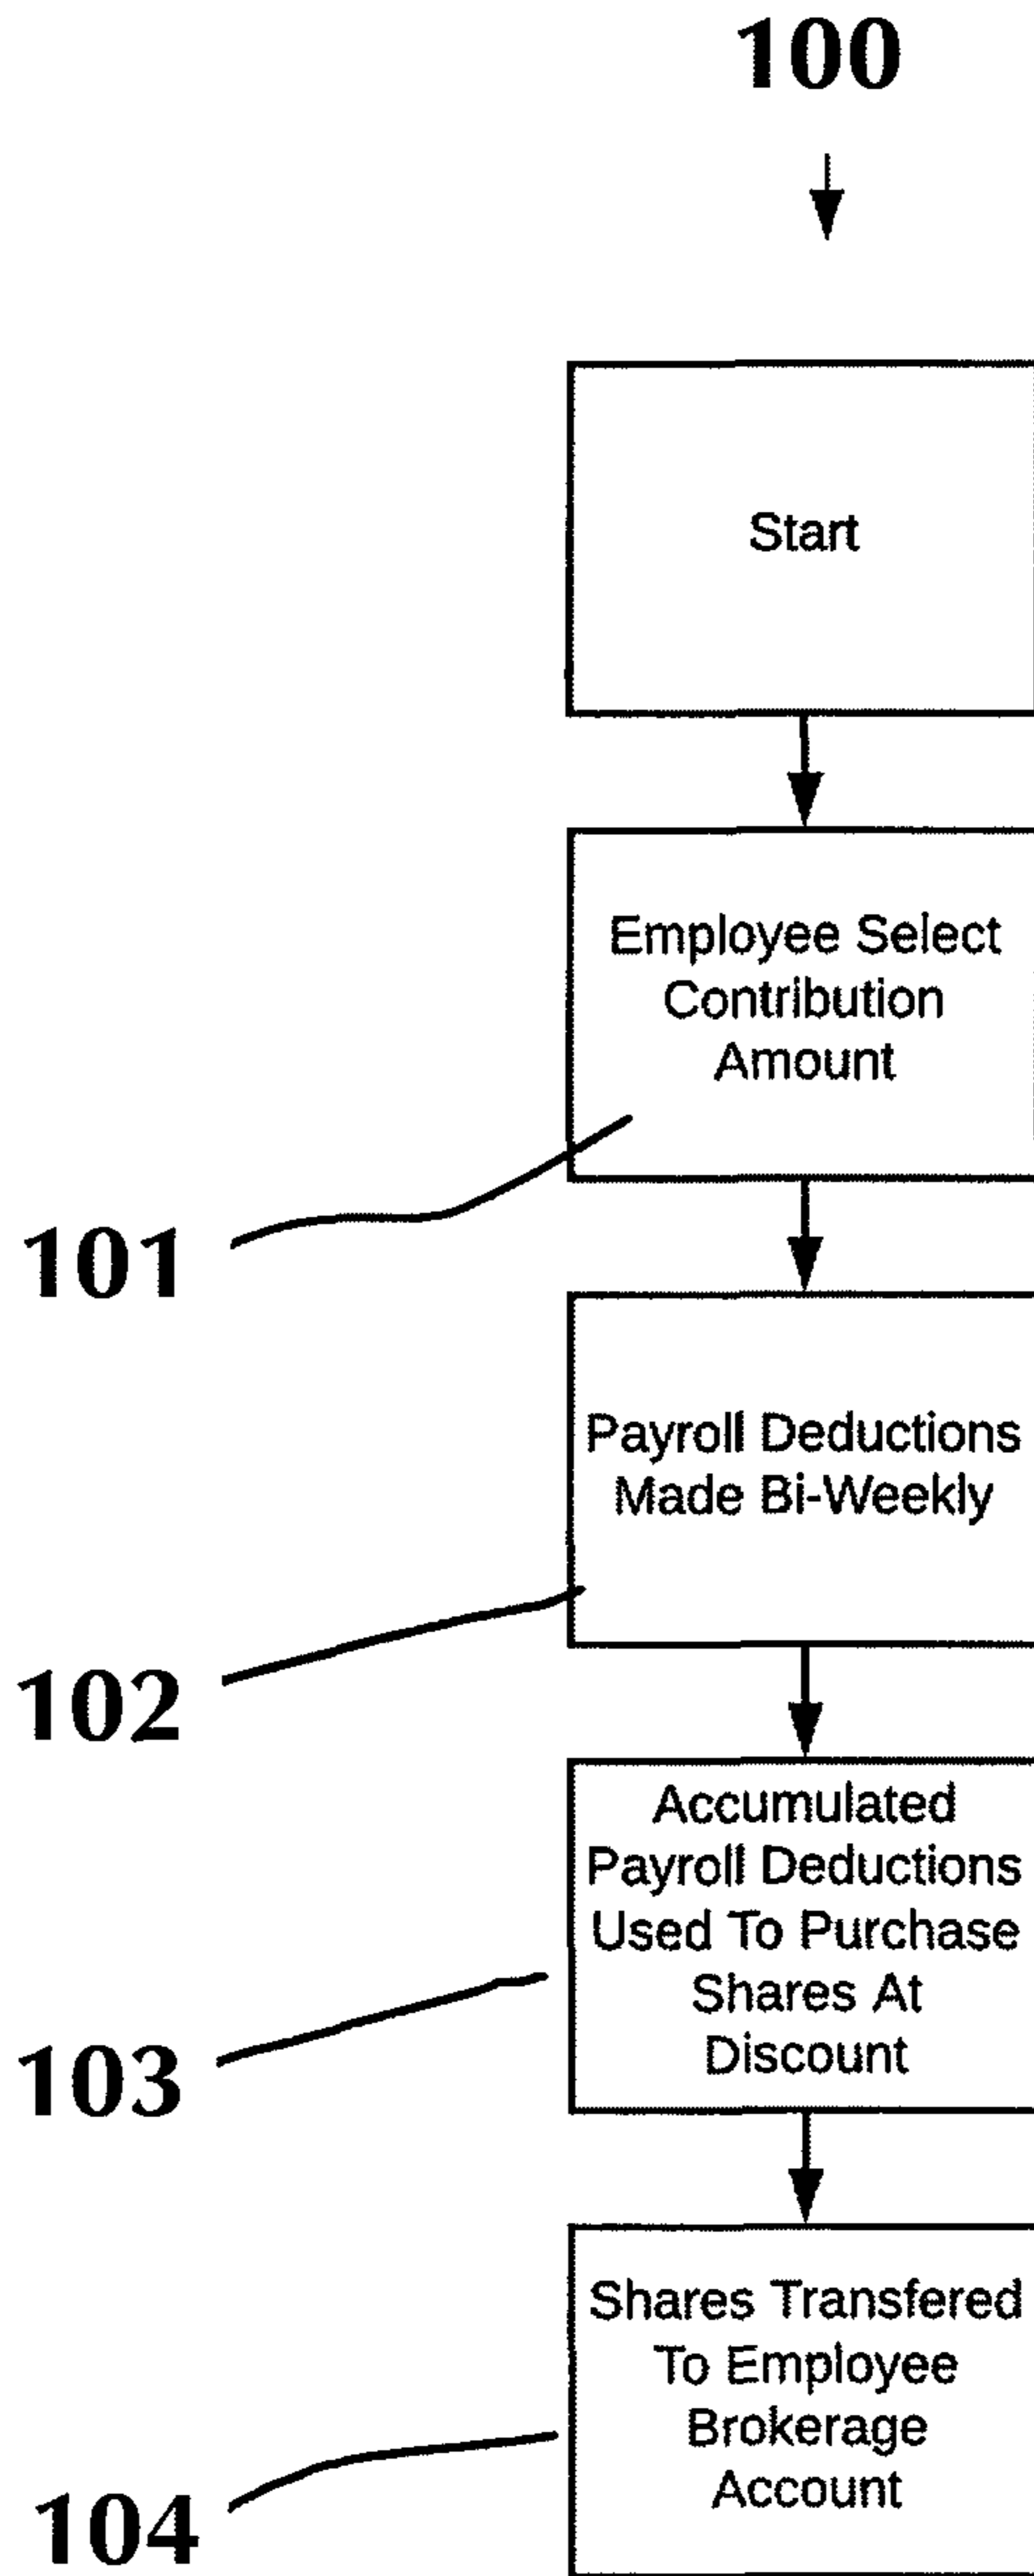 100
Start
Employee Select
Contribution
Amount
101
Payroll Deductions
Made Bi-Weekly
102
Accumulated
Payroll Deductions
Used To Purchase
Shares At
Discount
103
Shares Transfered
To Employee
Brokerage
Account
104